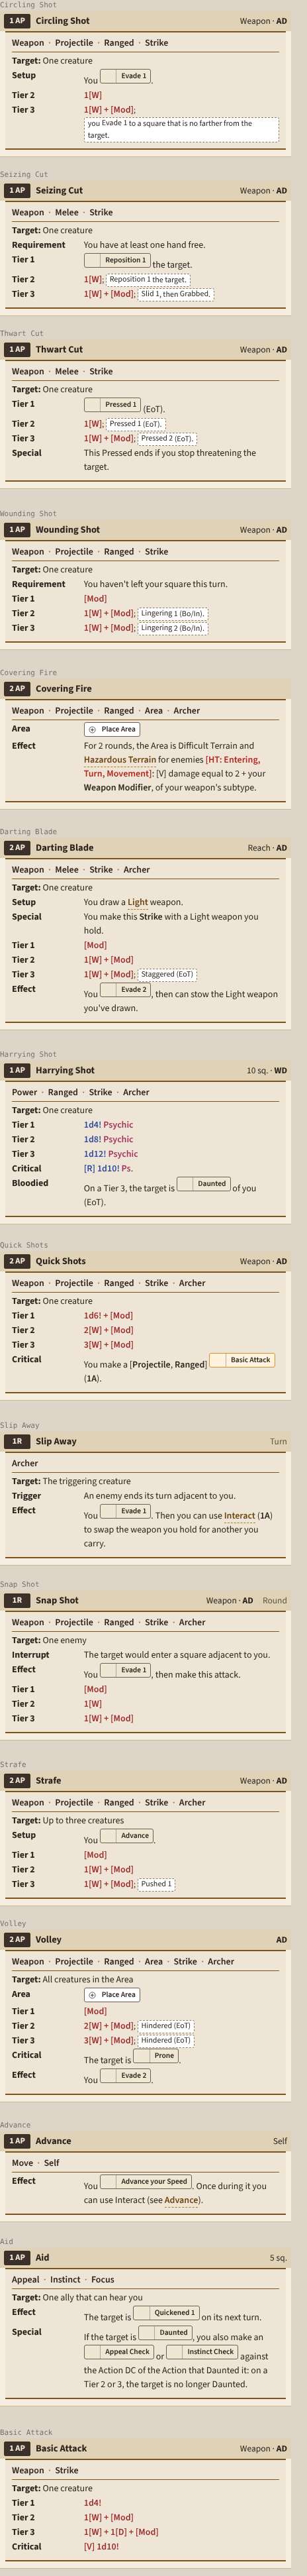 Circling Shot
1 AP Circling Shot Weapon · AD
Weapon · Projectile · Ranged · Strike
Target: One creature
Setup You Evade 1.
Tier 2 1[W]
Tier 3 1[W] + [Mod];
you Evade 1 to a square that is no farther from the
target.
Seizing Cut
1 AP Seizing Cut Weapon · AD
Weapon · Melee · Strike
Target: One creature
Requirement You have at least one hand free.
Tier 1 Reposition 1 the target.
Tier 2 1[W]; Reposition 1 the target.
Tier 3 1[W] + [Mod]; Slid 1, then Grabbed.
Thwart Cut
1 AP Thwart Cut Weapon · AD
Weapon · Melee · Strike
Target: One creature
Tier 1 Pressed 1 (EoT).
Tier 2 1[W]; Pressed 1 (EoT).
Tier 3 1[W] + [Mod]; Pressed 2 (EoT).
Special This Pressed ends if you stop threatening the
target.
Wounding Shot
1 AP Wounding Shot Weapon · AD
Weapon · Projectile · Ranged · Strike
Target: One creature
Requirement You haven't left your square this turn.
Tier 1 [Mod]
Tier 2 1[W] + [Mod]; Lingering 1 (Bo/In).
Tier 3 1[W] + [Mod]; Lingering 2 (Bo/In).
Covering Fire
2 AP Covering Fire
Weapon · Projectile · Ranged · Area · Archer
Area Place Area
Effect For 2 rounds, the Area is Difficult Terrain and
Hazardous Terrain for enemies [HT: Entering,
Turn, Movement]: [V] damage equal to 2 + your
Weapon Modifier, of your weapon's subtype.
Darting Blade
2 AP Darting Blade Reach · AD
Weapon · Melee · Strike · Archer
Target: One creature
Setup You draw a Light weapon.
Special You make this Strike with a Light weapon you
hold.
Tier 1 [Mod]
Tier 2 1[W] + [Mod]
Tier 3 1[W] + [Mod]; Staggered (EoT)
Effect You Evade 2, then can stow the Light weapon
you've drawn.
Harrying Shot
1 AP Harrying Shot 10 sq. · WD
Power · Ranged · Strike · Archer
Target: One creature
Tier 1 1d4! Psychic
Tier 2 1d8! Psychic
Tier 3 1d12! Psychic
Critical [R] 1d10! Ps.
Bloodied On a Tier 3, the target is Daunted of you
(EoT).
Quick Shots
2 AP Quick Shots Weapon · AD
Weapon · Projectile · Ranged · Strike · Archer
Target: One creature
Tier 1 1d6! + [Mod]
Tier 2 2[W] + [Mod]
Tier 3 3[W] + [Mod]
Critical You make a [Projectile, Ranged] Basic Attack
(1A).
Slip Away
1R Slip Away Turn
Archer
Target: The triggering creature
Trigger An enemy ends its turn adjacent to you.
Effect You Evade 1. Then you can use Interact (1A)
to swap the weapon you hold for another you
carry.
Snap Shot
1R Snap Shot Weapon · AD Round
Weapon · Projectile · Ranged · Strike · Archer
Target: One enemy
Interrupt The target would enter a square adjacent to you.
Effect You Evade 1, then make this attack.
Tier 1 [Mod]
Tier 2 1[W]
Tier 3 1[W] + [Mod]
Strafe
2 AP Strafe Weapon · AD
Weapon · Projectile · Ranged · Strike · Archer
Target: Up to three creatures
Setup You Advance.
Tier 1 [Mod]
Tier 2 1[W] + [Mod]
Tier 3 1[W] + [Mod]; Pushed 1
Volley
2 AP Volley AD
Weapon · Projectile · Ranged · Area · Strike · Archer
Target: All creatures in the Area
Area Place Area
Tier 1 [Mod]
Tier 2 2[W] + [Mod]; Hindered (EoT)
Tier 3 3[W] + [Mod]; Hindered (EoT)
Critical The target is Prone.
Effect You Evade 2.
Advance
1 AP Advance Self
Move · Self
Effect You Advance your Speed. Once during it you
can use Interact (see Advance).
Aid
1 AP Aid 5 sq.
Appeal · Instinct · Focus
Target: One ally that can hear you
Effect The target is Quickened 1 on its next turn.
Special If the target is Daunted, you also make an
Appeal Check or Instinct Check against
the Action DC of the Action that Daunted it: on a
Tier 2 or 3, the target is no longer Daunted.
Basic Attack
1 AP Basic Attack Weapon · AD
Weapon · Strike
Target: One creature
Tier 1 1d4!
Tier 2 1[W] + [Mod]
Tier 3 1[W] + 1[D] + [Mod]
Critical [V] 1d10!